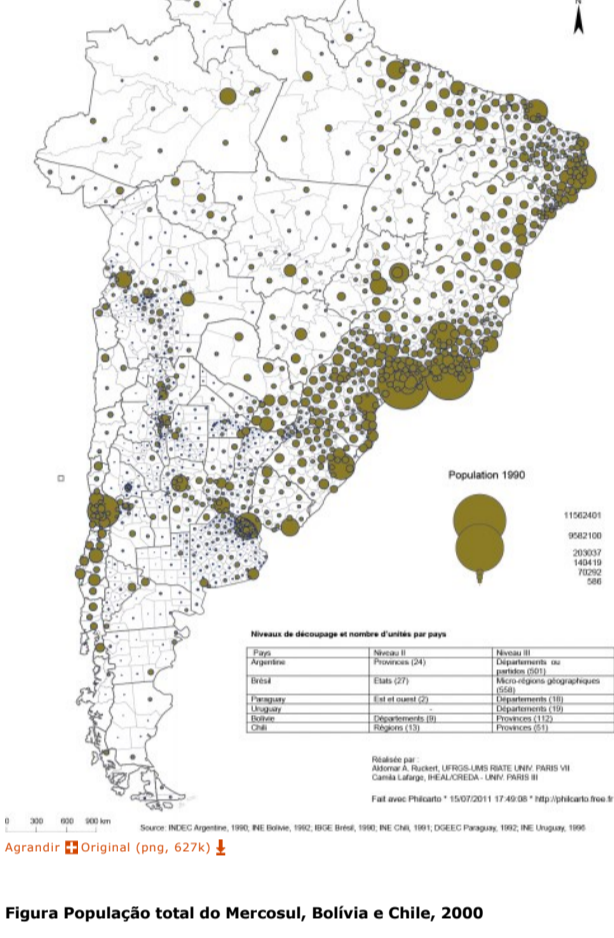 N
Population 1990
11562401
9582100
203037
140419
70292
586
Niveaux de découpage et nombre d'unités par pays
Pays Niveau II Niveau III
Argentine Provinces (24) Départements ou
partidos (501)
Brésil Etats (27) Micro-régions géographiques
(558)
Paraguay Est et ouest (2) Départements (18)
Uruguay - Départements (19)
Bolivie Départements (9) Provinces (112)
Chili Régions (13) Provinces (51)
Réalisée par :
Aldomar A. Ruckert, UFRGS-UMS RIATE UNIV. PARIS VII
Camila Lafarge, IHEAL/CREDA - UNIV. PARIS III
Fait avec Philcarto * 15/07/2011 17:49:08 * http://philcarto.free.fr
0 300 600 900 km
Source: INDEC Argentine, 1990; INE Bolivie, 1992; IBGE Brésil, 1990; INE Chili, 1991; DGEEC Paraguay, 1992; INE Uruguay, 1996
Agrandir Original (png, 627k)
Figura População total do Mercosul, Bolívia e Chile, 2000